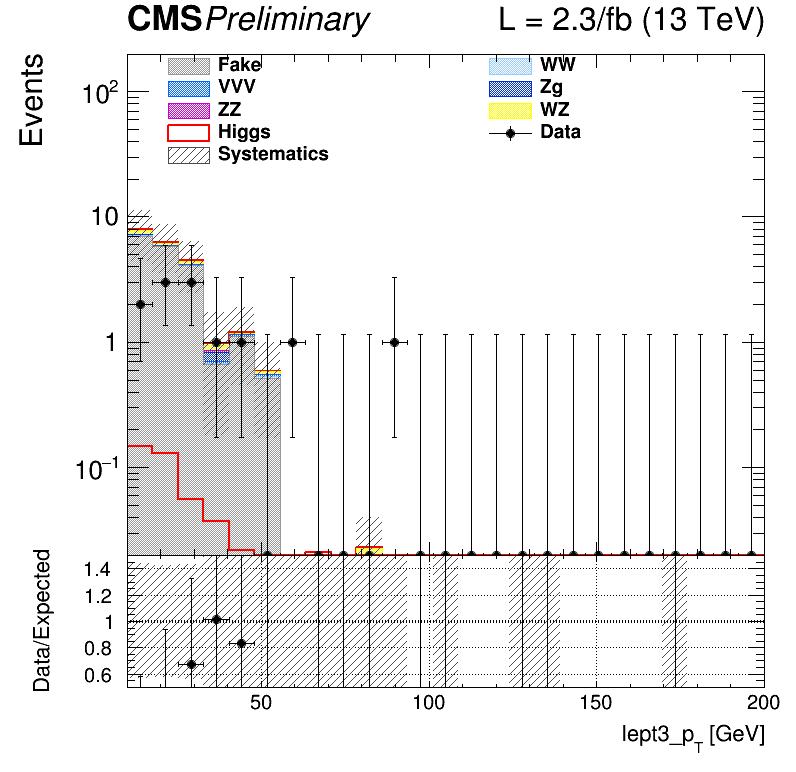 CMS Preliminary L = 2.3/fb (13 TeV)
Events
Fake WW
VVV Zg
ZZ WZ
Higgs Data
Systematics
10²
10
1
10⁻¹
Data/Expected
1.4
1.2
1
0.8
0.6
50 100 150 200
lept3_p_T [GeV]